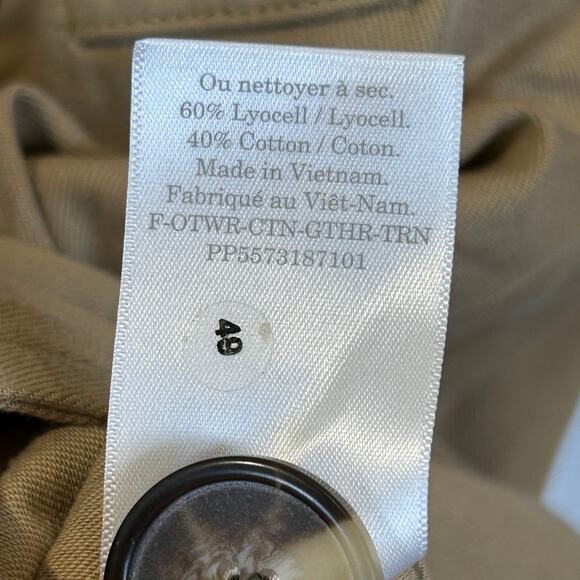 Ou nettoyer à sec.
60% Lyocell / Lyocell.
40% Cotton / Coton.
Made in Vietnam.
Fabriqué au Viêt-Nam.
F-OTWR-CTN-GTHR-TRN
PP5573187101
49